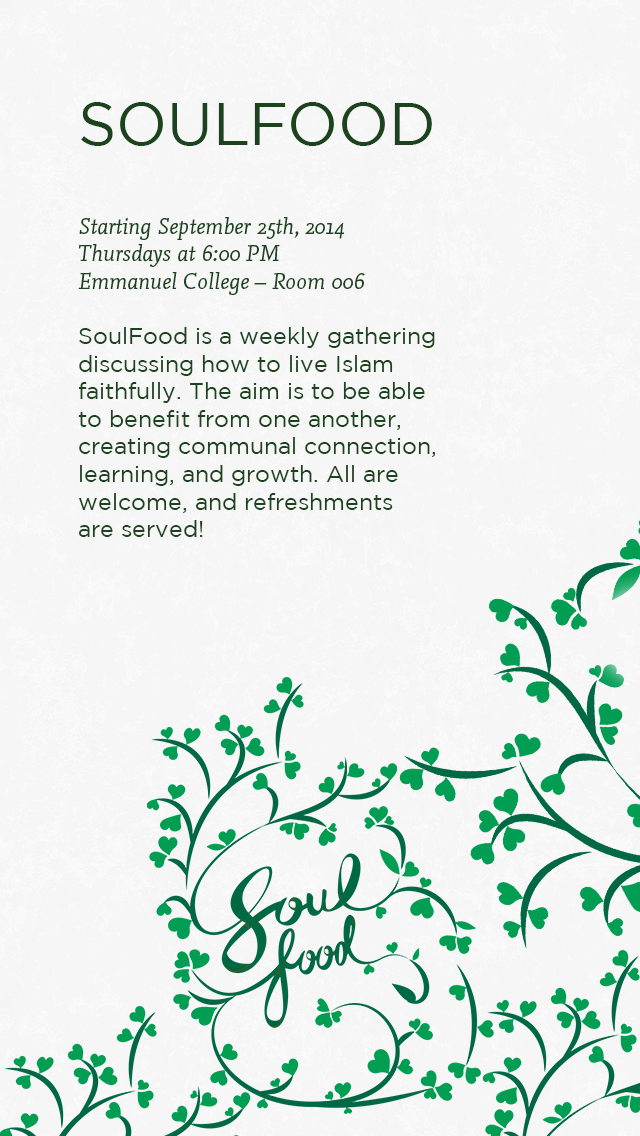 SOULFOOD
Starting September 25th, 2014
Thursdays at 6:00 PM
Emmanuel College – Room 006
SoulFood is a weekly gathering
discussing how to live Islam
faithfully. The aim is to be able
to benefit from one another,
creating communal connection,
learning, and growth. All are
welcome, and refreshments
are served!
Soul
food